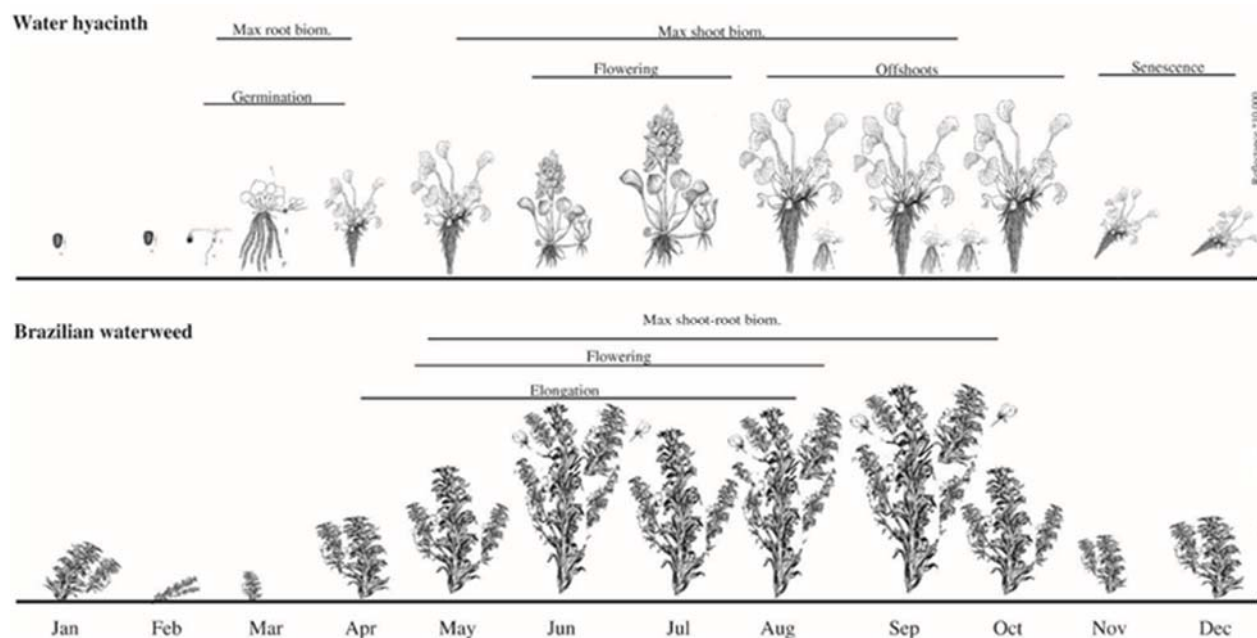 Water hyacinth
Max root biom.
Max shoot biom.
Flowering
Offshoots
Senescence
Germination
Brazilian waterweed
Max shoot-root biom.
Flowering
Elongation
Jan Feb Mar Apr May Jun Jul Aug Sep Oct Nov Dec